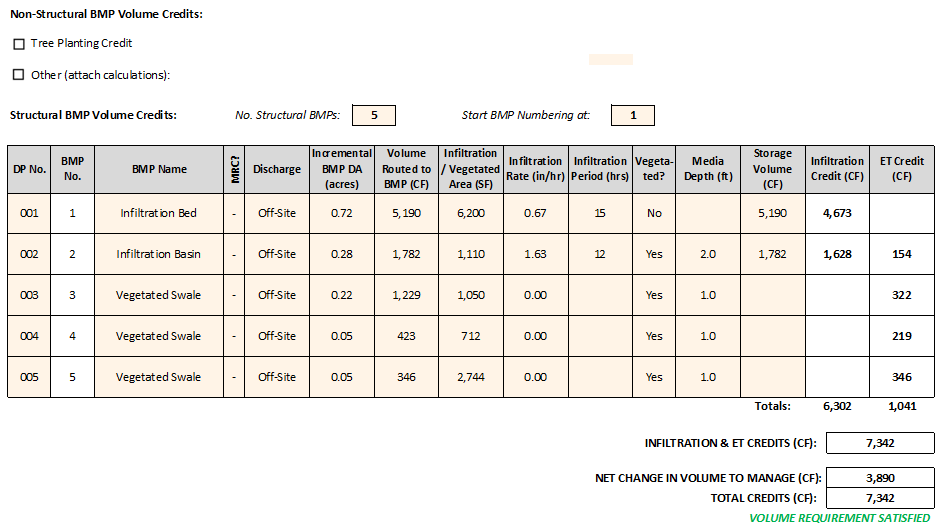 Non-Structural BMP Volume Credits:
Tree Planting Credit
Other (attach calculations):
Structural BMP Volume Credits: No. Structural BMPs: 5 Start BMP Numbering at: 1
DP No. BMP No. BMP Name MRC? Discharge Incremental BMP DA (acres) Volume Routed to BMP (CF) Infiltration / Vegetated Area (SF) Infiltration Rate (in/hr) Infiltration Period (hrs) Vegeta-ted? Media Depth (ft) Storage Volume (CF) Infiltration Credit (CF) ET Credit (CF)
001 1 Infiltration Bed - Off-Site 0.72 5,190 6,200 0.67 15 No 5,190 4,673
002 2 Infiltration Basin - Off-Site 0.28 1,782 1,110 1.63 12 Yes 2.0 1,782 1,628 154
003 3 Vegetated Swale - Off-Site 0.22 1,229 1,050 0.00 Yes 1.0 322
004 4 Vegetated Swale - Off-Site 0.05 423 712 0.00 Yes 1.0 219
005 5 Vegetated Swale - Off-Site 0.05 346 2,744 0.00 Yes 1.0 346
Totals: 6,302 1,041
INFILTRATION & ET CREDITS (CF): 7,342
NET CHANGE IN VOLUME TO MANAGE (CF): 3,890
TOTAL CREDITS (CF): 7,342
VOLUME REQUIREMENT SATISFIED